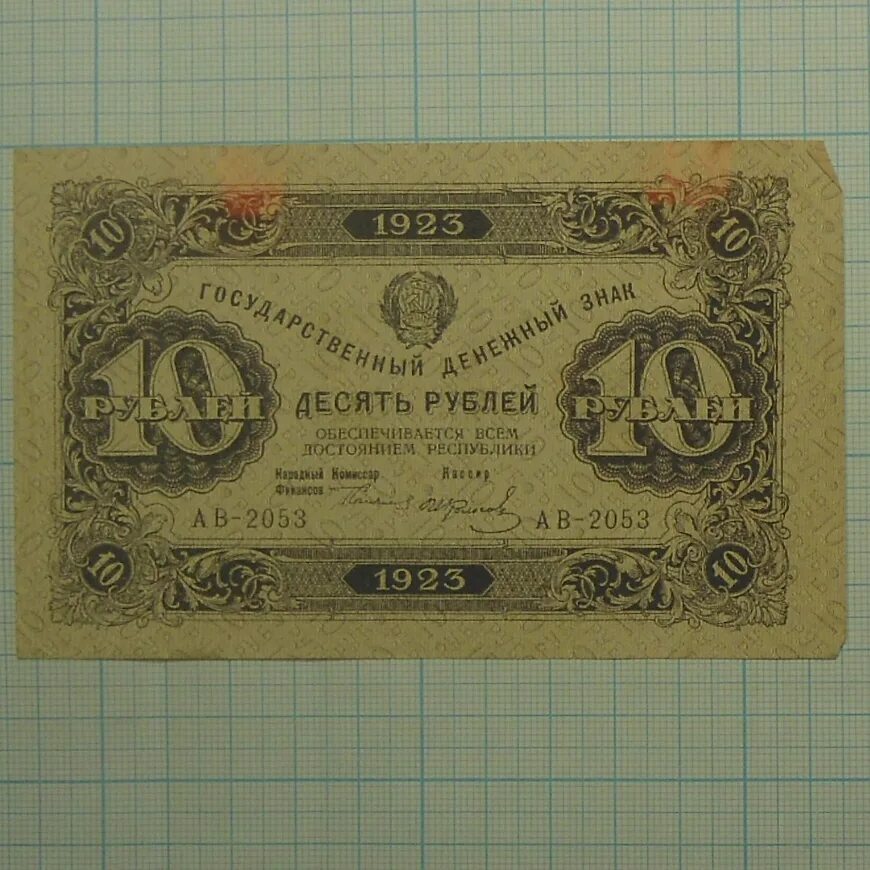 1923
10
10
ГОСУДАРСТВЕННЫЙ ДЕНЕЖНЫЙ ЗНАК
10 РУБЛЕЙ
ДЕСЯТЬ РУБЛЕЙ
10 РУБЛЕЙ
ОБЕСПЕЧИВАЕТСЯ ВСЕМ
ДОСТОЯНИЕМ РЕСПУБЛИКИ
Народный Комиссар
Финансов
Кассир
АВ-2053
АВ-2053
10
1923
10